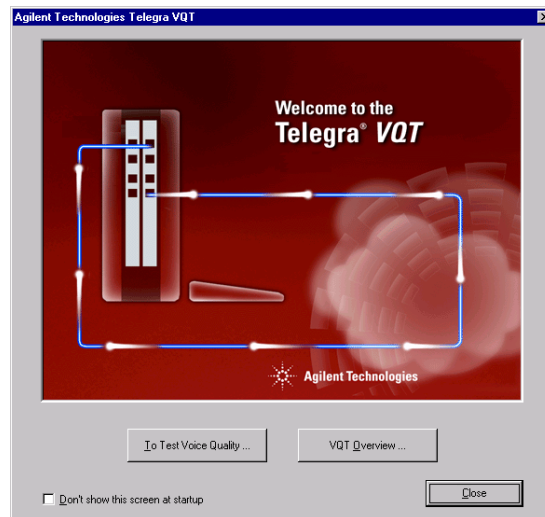 Agilent Technologies Telegra VQT
Welcome to the
Telegra® VQT
Agilent Technologies
To Test Voice Quality ...
VQT Overview ...
Don't show this screen at startup
Close